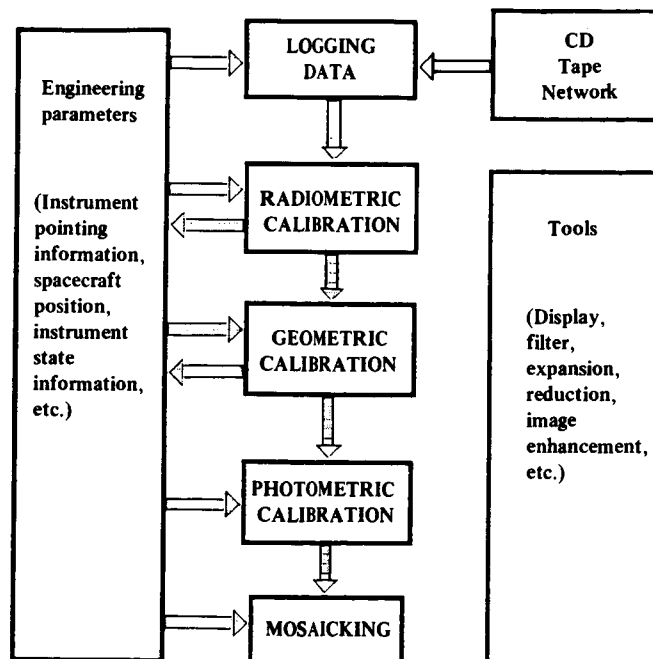 Engineering
parameters
(Instrument
pointing
information,
spacecraft
position,
instrument
state
information,
etc.)
LOGGING
DATA
RADIOMETRIC
CALIBRATION
GEOMETRIC
CALIBRATION
PHOTOMETRIC
CALIBRATION
MOSAICKING
CD
Tape
Network
Tools
(Display,
filter,
expansion,
reduction,
image
enhancement,
etc.)